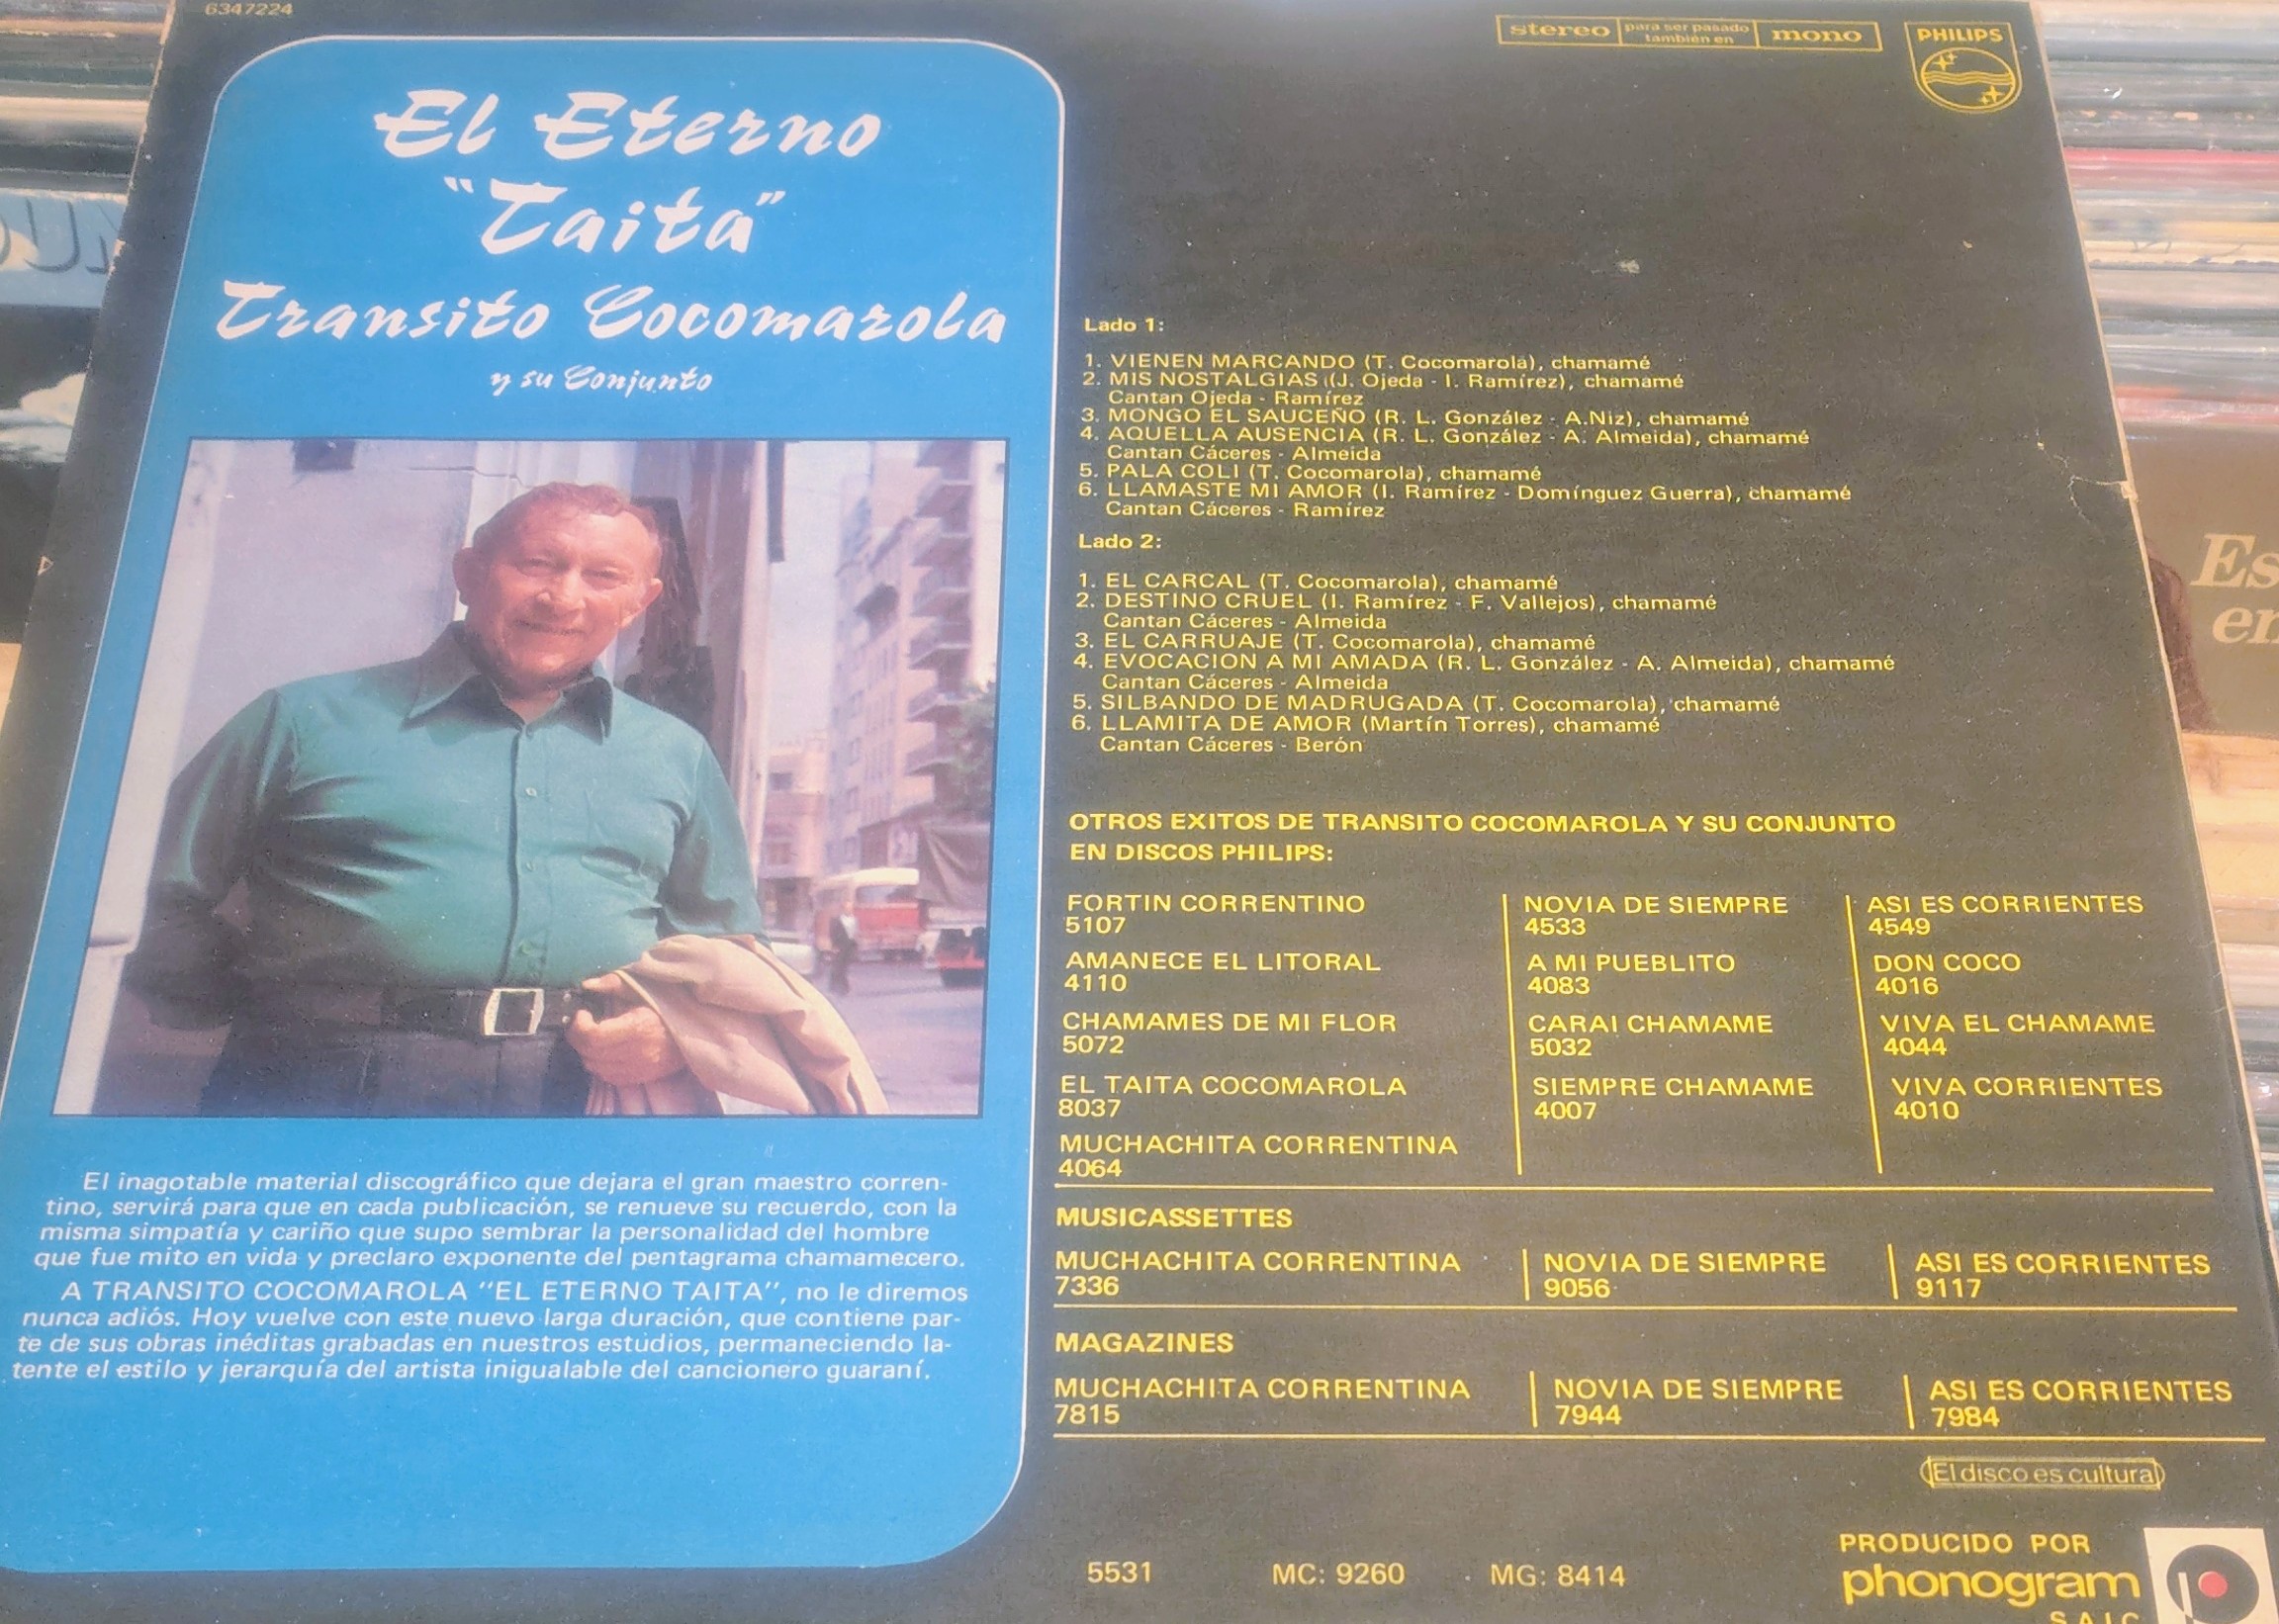 6347224
stereo para ser pasado también en mono
PHILIPS
El Eterno
"Taita"
Transito Cocomarola
y su Conjunto
El inagotable material discográfico que dejara el gran maestro corren-
tino, servirá para que en cada publicación, se renueve su recuerdo, con la
misma simpatía y cariño que supo sembrar la personalidad del hombre
que fue mito en vida y preclaro exponente del pentagrama chamamecero.
A TRANSITO COCOMAROLA "EL ETERNO TAITA", no le diremos
nunca adiós. Hoy vuelve con este nuevo larga duración, que contiene par-
te de sus obras inéditas grabadas en nuestros estudios, permaneciendo la-
tente el estilo y jerarquía del artista inigualable del cancionero guaraní.
Lado 1:
1. VIENEN MARCANDO (T. Cocomarola), chamamé
2. MIS NOSTALGIAS (J. Ojeda - I. Ramírez), chamamé
Cantan Ojeda - Ramírez
3. MONGO EL SAUCEÑO (R. L. González - A.Niz), chamamé
4. AQUELLA AUSENCIA (R. L. González - A. Almeida), chamamé
Cantan Cáceres - Almeida
5. PALA COLI (T. Cocomarola), chamamé
6. LLAMASTE MI AMOR (I. Ramírez - Domínguez Guerra), chamamé
Cantan Cáceres - Ramírez
Lado 2:
1. EL CARCAL (T. Cocomarola), chamamé
2. DESTINO CRUEL (I. Ramírez - F. Vallejos), chamamé
Cantan Cáceres - Almeida
3. EL CARRUAJE (T. Cocomarola), chamamé
4. EVOCACION A MI AMADA (R. L. González - A. Almeida), chamamé
Cantan Cáceres - Almeida
5. SILBANDO DE MADRUGADA (T. Cocomarola), chamamé
6. LLAMITA DE AMOR (Martín Torres), chamamé
Cantan Cáceres - Berón
OTROS EXITOS DE TRANSITO COCOMAROLA Y SU CONJUNTO
EN DISCOS PHILIPS:
FORTIN CORRENTINO
5107
AMANECE EL LITORAL
4110
CHAMAMES DE MI FLOR
5072
EL TAITA COCOMAROLA
8037
MUCHACHITA CORRENTINA
4064
NOVIA DE SIEMPRE
4533
A MI PUEBLITO
4083
CARAI CHAMAME
5032
SIEMPRE CHAMAME
4007
ASI ES CORRIENTES
4549
DON COCO
4016
VIVA EL CHAMAME
4044
VIVA CORRIENTES
4010
MUSICASSETTES
MUCHACHITA CORRENTINA
7336
NOVIA DE SIEMPRE
9056
ASI ES CORRIENTES
9117
MAGAZINES
MUCHACHITA CORRENTINA
7815
NOVIA DE SIEMPRE
7944
ASI ES CORRIENTES
7984
El disco es cultura
5531 MC: 9260 MG: 8414
PRODUCIDO POR
phonogram
S.A.I.C.
Es
en